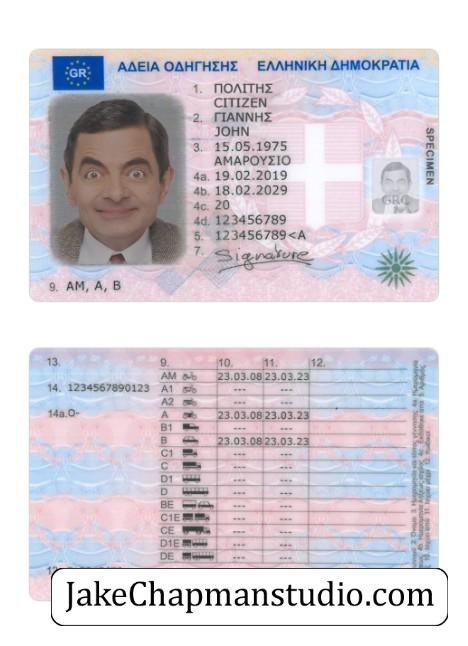 GR
ΑΔΕΙΑ ΟΔΗΓΗΣΗΣ ΕΛΛΗΝΙΚΗ ΔΗΜΟΚΡΑΤΙΑ
1. ΠΟΛΙΤΗΣ
CITIZEN
2. ΓΙΑΝΝΗΣ
JOHN
3. 15.05.1975
ΑΜΑΡΟΥΣΙΟ
4a. 19.02.2019
4b. 18.02.2029
4c. 20
4d. 123456789
5. 123456789<A
7. Signature
9. AM, A, B
SPECIMEN
GRC
13.
14. 1234567890123
14a.O-
9. 10. 11. 12.
AM 23.03.08 23.03.23
A1 ---
A2 ---
A 23.03.08 23.03.23
B1 --- ---
B 23.03.08 23.03.23
C1 --- ---
C --- ---
D1 --- ---
D --- ---
BE --- ---
C1E --- ---
CE --- ---
D1E --- ---
DE --- ---
JakeChapmanstudio.com